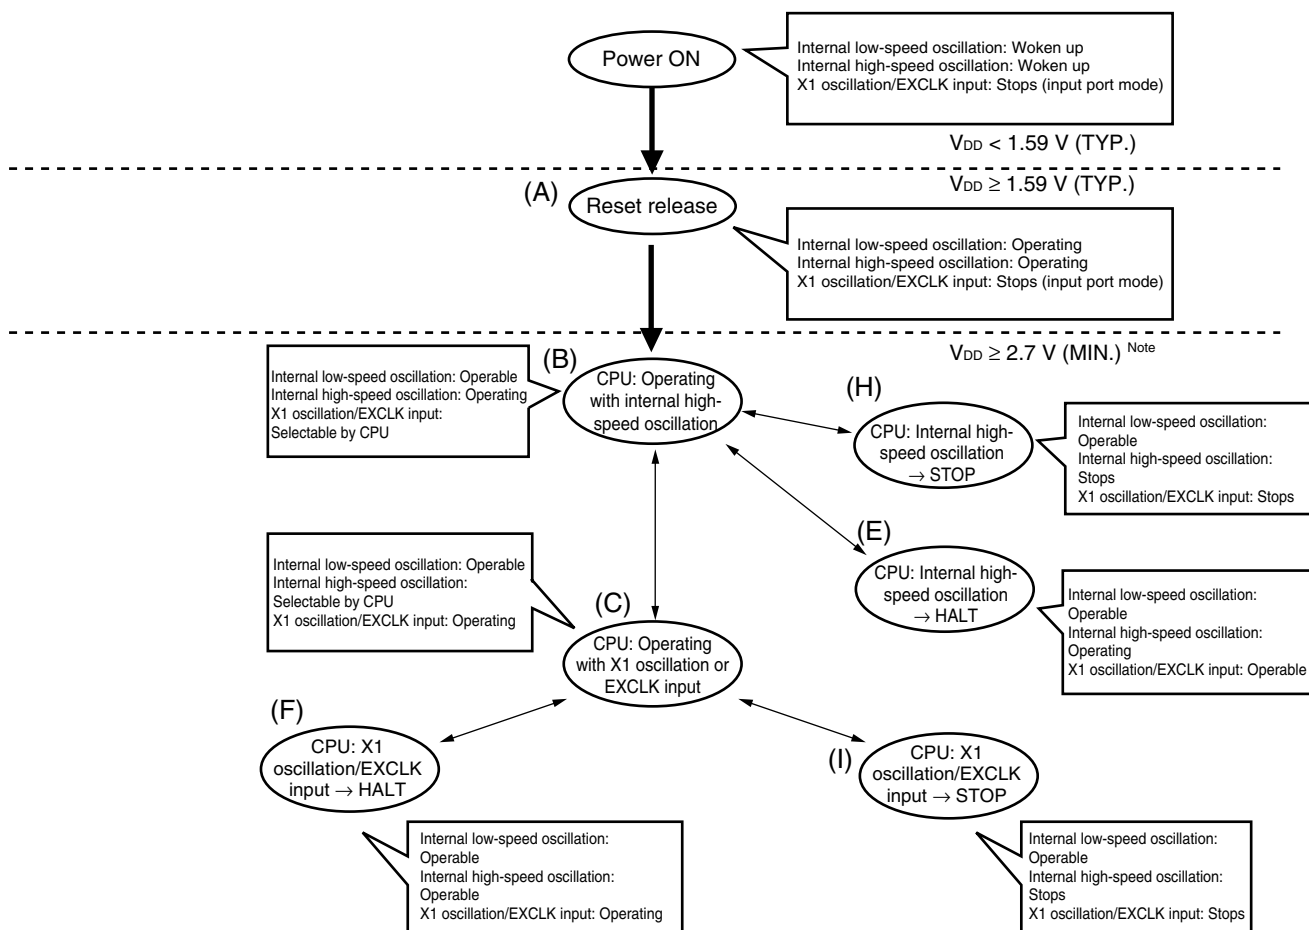 Power ON
Internal low-speed oscillation: Woken up
Internal high-speed oscillation: Woken up
X1 oscillation/EXCLK input: Stops (input port mode)
VDD < 1.59 V (TYP.)
VDD ≥ 1.59 V (TYP.)
(A)
Reset release
Internal low-speed oscillation: Operating
Internal high-speed oscillation: Operating
X1 oscillation/EXCLK input: Stops (input port mode)
VDD ≥ 2.7 V (MIN.) Note
(B)
CPU: Operating
with internal high-
speed oscillation
Internal low-speed oscillation: Operable
Internal high-speed oscillation: Operating
X1 oscillation/EXCLK input:
Selectable by CPU
(H)
CPU: Internal high-
speed oscillation
→ STOP
Internal low-speed oscillation:
Operable
Internal high-speed oscillation:
Stops
X1 oscillation/EXCLK input: Stops
(E)
CPU: Internal high-
speed oscillation
→ HALT
Internal low-speed oscillation:
Operable
Internal high-speed oscillation:
Operating
X1 oscillation/EXCLK input: Operable
Internal low-speed oscillation: Operable
Internal high-speed oscillation:
Selectable by CPU
X1 oscillation/EXCLK input: Operating
(C)
CPU: Operating
with X1 oscillation or
EXCLK input
(F)
CPU: X1
oscillation/EXCLK
input → HALT
Internal low-speed oscillation:
Operable
Internal high-speed oscillation:
Operable
X1 oscillation/EXCLK input: Operating
(I)
CPU: X1
oscillation/EXCLK
input → STOP
Internal low-speed oscillation:
Operable
Internal high-speed oscillation:
Stops
X1 oscillation/EXCLK input: Stops